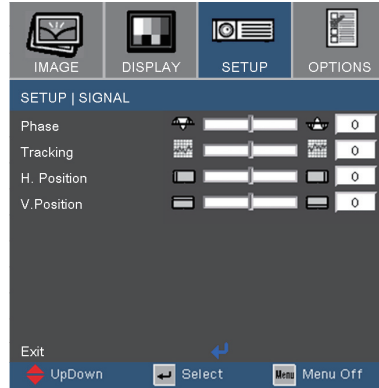 IMAGE DISPLAY SETUP OPTIONS
SETUP | SIGNAL
Phase 0
Tracking 0
H. Position 0
V.Position 0
Exit
UpDown Select Menu Menu Off